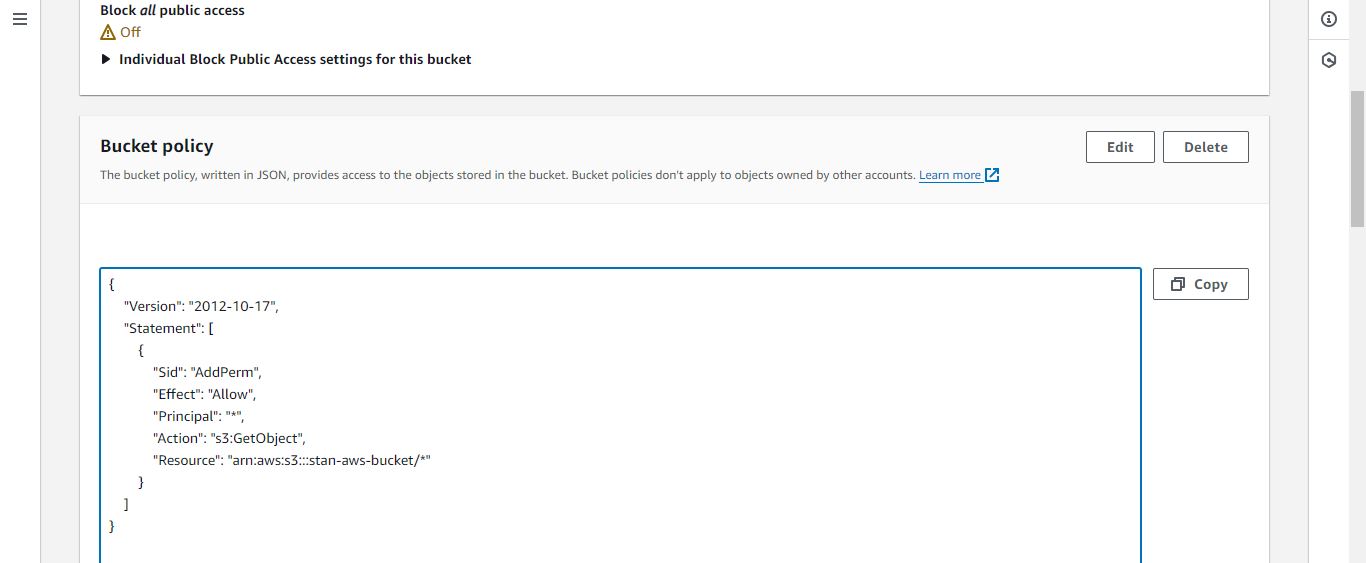 Block all public access
Off
Individual Block Public Access settings for this bucket
Bucket policy
Edit
Delete
The bucket policy, written in JSON, provides access to the objects stored in the bucket. Bucket policies don't apply to objects owned by other accounts. Learn more
Copy
{
"Version": "2012-10-17",
"Statement": [
{
"Sid": "AddPerm",
"Effect": "Allow",
"Principal": "*",
"Action": "s3:GetObject",
"Resource": "arn:aws:s3:::stan-aws-bucket/*"
}
]
}